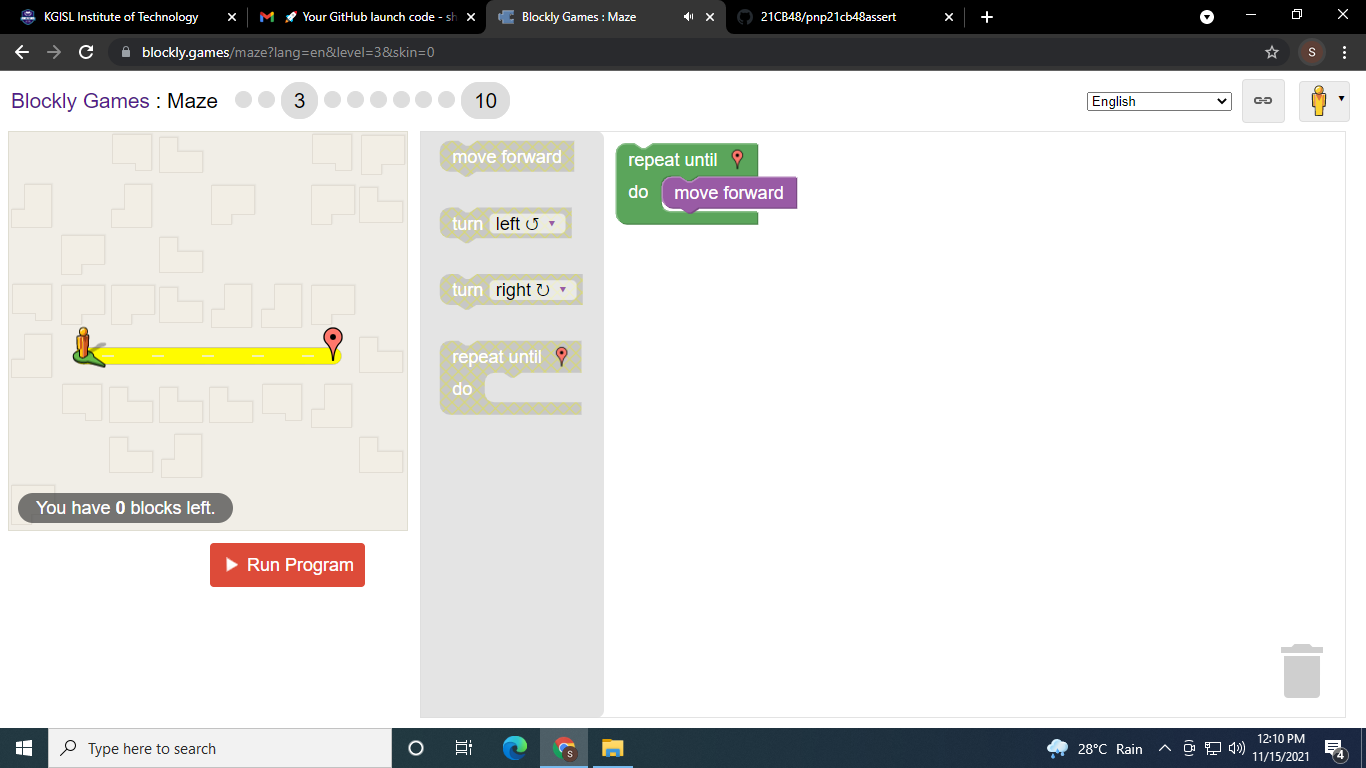 KGISL Institute of Technology
🚀 Your GitHub launch code - sh
Blockly Games : Maze
21CB48/pnp21cb48assert
blockly.games/maze?lang=en&level=3&skin=0
S
Blockly Games : Maze
3
10
English
move forward
turn left ↺ ▾
turn right ↻ ▾
repeat until
do
repeat until
do move forward
You have 0 blocks left.
Run Program
Type here to search
S
28°C Rain
12:10 PM
11/15/2021
4